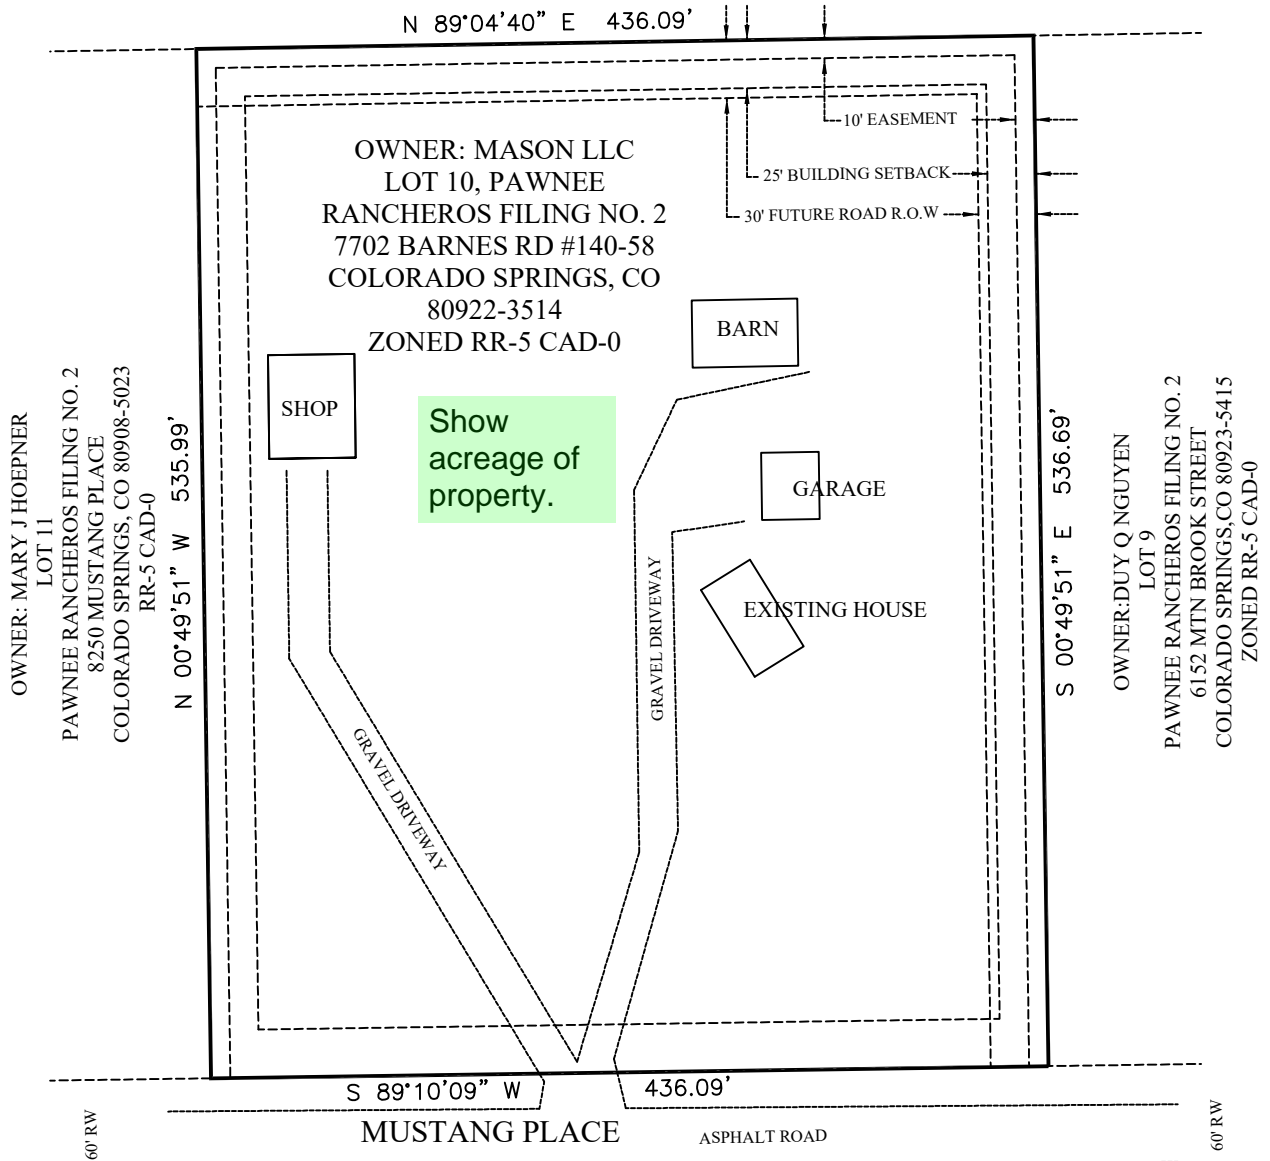 N 89°04'40" E 436.09'
10' EASEMENT
25' BUILDING SETBACK
30' FUTURE ROAD R.O.W
OWNER: MASON LLC
LOT 10, PAWNEE
RANCHEROS FILING NO. 2
7702 BARNES RD #140-58
COLORADO SPRINGS, CO
80922-3514
ZONED RR-5 CAD-0
BARN
SHOP
Show
acreage of
property.
GARAGE
EXISTING HOUSE
GRAVEL DRIVEWAY
GRAVEL DRIVEWAY
OWNER: MARY J HOEPNER
LOT 11
PAWNEE RANCHEROS FILING NO. 2
8250 MUSTANG PLACE
COLORADO SPRINGS, CO 80908-5023
RR-5 CAD-0
N 00°49'51" W 535.99'
S 00°49'51" E 536.69'
OWNER:DUY Q NGUYEN
LOT 9
PAWNEE RANCHEROS FILING NO. 2
6152 MTN BROOK STREET
COLORADO SPRINGS,CO 80923-5415
ZONED RR-5 CAD-0
S 89°10'09" W 436.09'
60' RW
MUSTANG PLACE
ASPHALT ROAD
60' RW